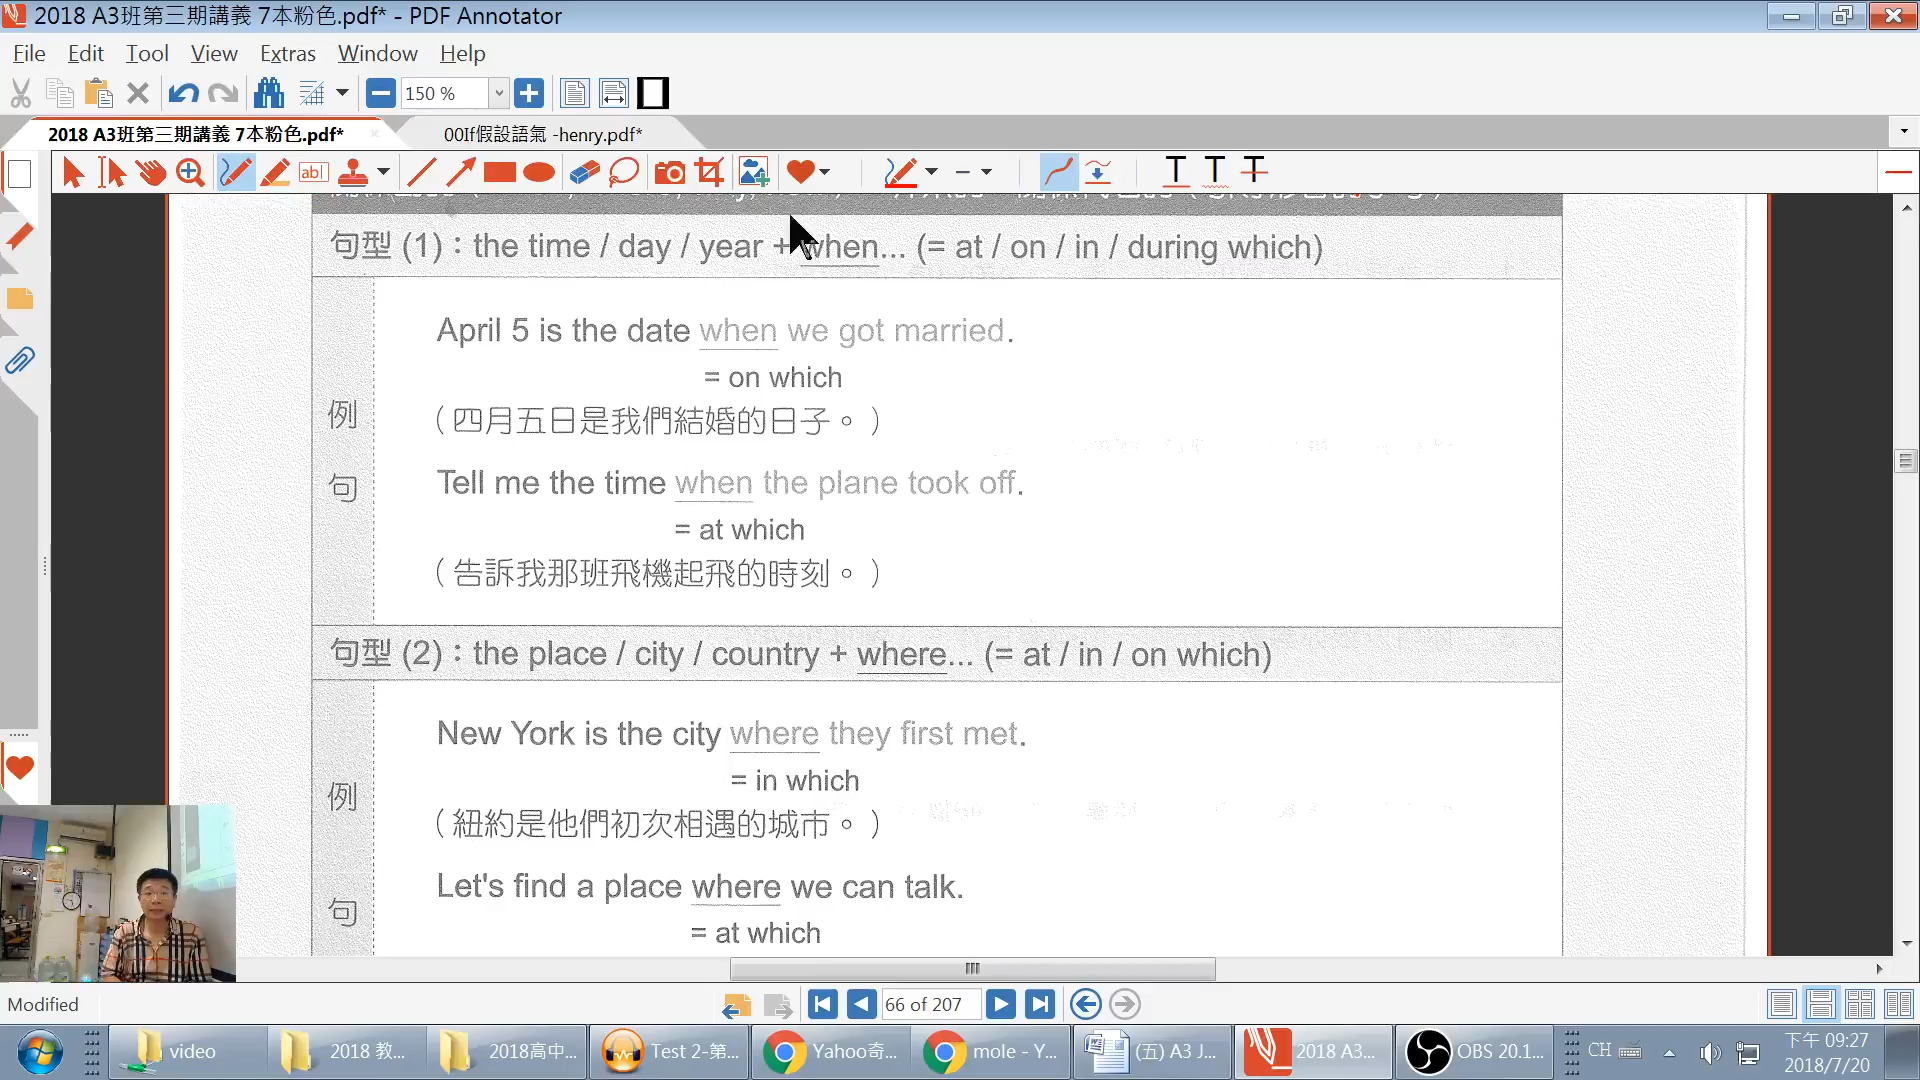 2018 A3班第三期講義 7本粉色.pdf* - PDF Annotator
File Edit Tool View Extras Window Help
150 %
2018 A3班第三期講義 7本粉色.pdf*
00If假設語氣 -henry.pdf*
句型 (1)：the time / day / year + when... (= at / on / in / during which)
April 5 is the date when we got married.
= on which
（四月五日是我們結婚的日子。）
Tell me the time when the plane took off.
= at which
（告訴我那班飛機起飛的時刻。）
例
句
句型 (2)：the place / city / country + where... (= at / in / on which)
New York is the city where they first met.
= in which
（紐約是他們初次相遇的城市。）
Let's find a place where we can talk.
= at which
例
句
Modified
66 of 207
video
2018 教...
2018高中...
Test 2-第...
Yahoo奇...
mole - Y...
(五) A3 J...
2018 A3...
OBS 20.1...
CH
下午 09:27
2018/7/20